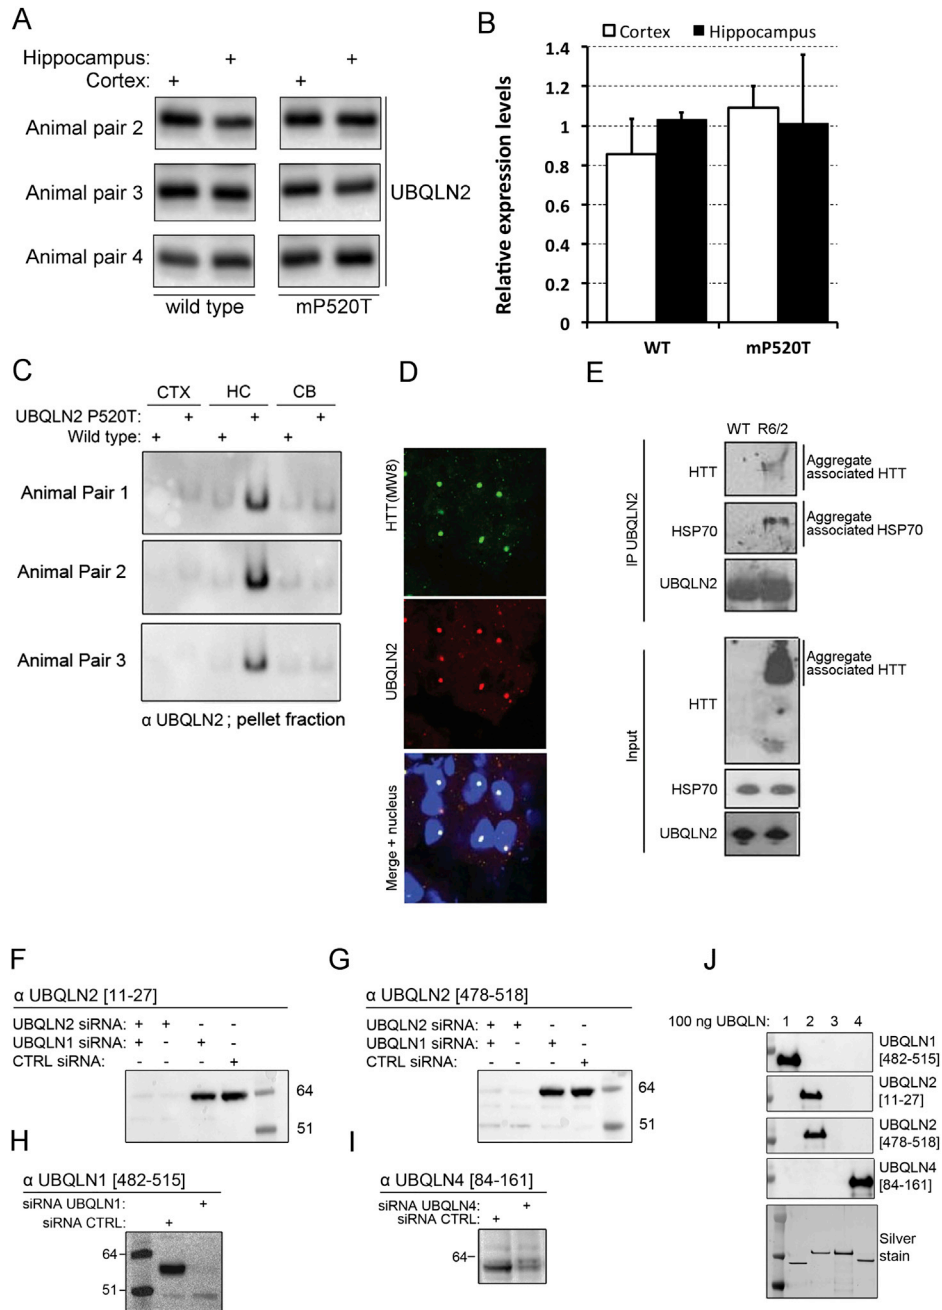 A
Hippocampus: + +
Cortex: + +
Animal pair 2
Animal pair 3
UBQLN2
Animal pair 4
wild type mP520T
B
Cortex Hippocampus
Relative expression levels
1.4
1.2
1
0.8
0.6
0.4
0.2
0
WT mP520T
C
CTX HC CB
UBQLN2 P520T: + + +
Wild type: + + +
Animal Pair 1
Animal Pair 2
Animal Pair 3
α UBQLN2 ; pellet fraction
D
HTT(MW8)
UBQLN2
Merge + nucleus
E
WT R6/2
IP UBQLN2
HTT
Aggregate
associated HTT
HSP70
Aggregate
associated HSP70
UBQLN2
Input
HTT
Aggregate
associated HTT
HSP70
UBQLN2
F
α UBQLN2 [11-27]
UBQLN2 siRNA: + + - -
UBQLN1 siRNA: + - + -
CTRL siRNA: - - - +
64
51
G
α UBQLN2 [478-518]
UBQLN2 siRNA: + + - -
UBQLN1 siRNA: + - + -
CTRL siRNA: - - - +
64
51
H
α UBQLN1 [482-515]
siRNA UBQLN1: +
siRNA CTRL: +
64
51
I
α UBQLN4 [84-161]
siRNA UBQLN4: +
siRNA CTRL: +
64
J
100 ng UBQLN: 1 2 3 4
UBQLN1
[482-515]
UBQLN2
[11-27]
UBQLN2
[478-518]
UBQLN4
[84-161]
Silver
stain